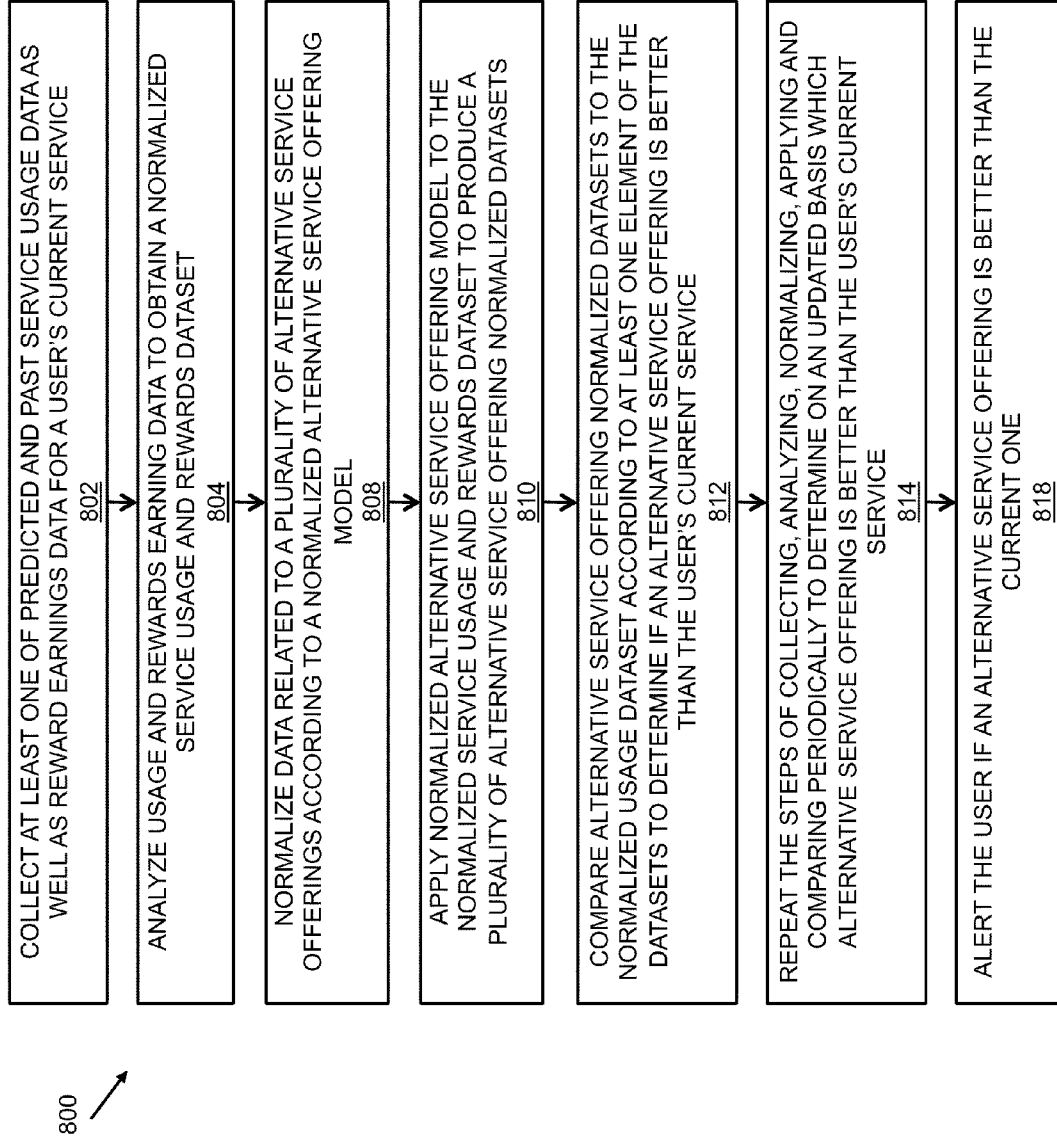 800
COLLECT AT LEAST ONE OF PREDICTED AND PAST SERVICE USAGE DATA AS
WELL AS REWARD EARNINGS DATA FOR A USER'S CURRENT SERVICE
802
ANALYZE USAGE AND REWARDS EARNING DATA TO OBTAIN A NORMALIZED
SERVICE USAGE AND REWARDS DATASET
804
NORMALIZE DATA RELATED TO A PLURALITY OF ALTERNATIVE SERVICE
OFFERINGS ACCORDING TO A NORMALIZED ALTERNATIVE SERVICE OFFERING
MODEL
808
APPLY NORMALIZED ALTERNATIVE SERVICE OFFERING MODEL TO THE
NORMALIZED SERVICE USAGE AND REWARDS DATASET TO PRODUCE A
PLURALITY OF ALTERNATIVE SERVICE OFFERING NORMALIZED DATASETS
810
COMPARE ALTERNATIVE SERVICE OFFERING NORMALIZED DATASETS TO THE
NORMALIZED USAGE DATASET ACCORDING TO AT LEAST ONE ELEMENT OF THE
DATASETS TO DETERMINE IF AN ALTERNATIVE SERVICE OFFERING IS BETTER
THAN THE USER'S CURRENT SERVICE
812
REPEAT THE STEPS OF COLLECTING, ANALYZING, NORMALIZING, APPLYING AND
COMPARING PERIODICALLY TO DETERMINE ON AN UPDATED BASIS WHICH
ALTERNATIVE SERVICE OFFERING IS BETTER THAN THE USER'S CURRENT
SERVICE
814
ALERT THE USER IF AN ALTERNATIVE SERVICE OFFERING IS BETTER THAN THE
CURRENT ONE
818